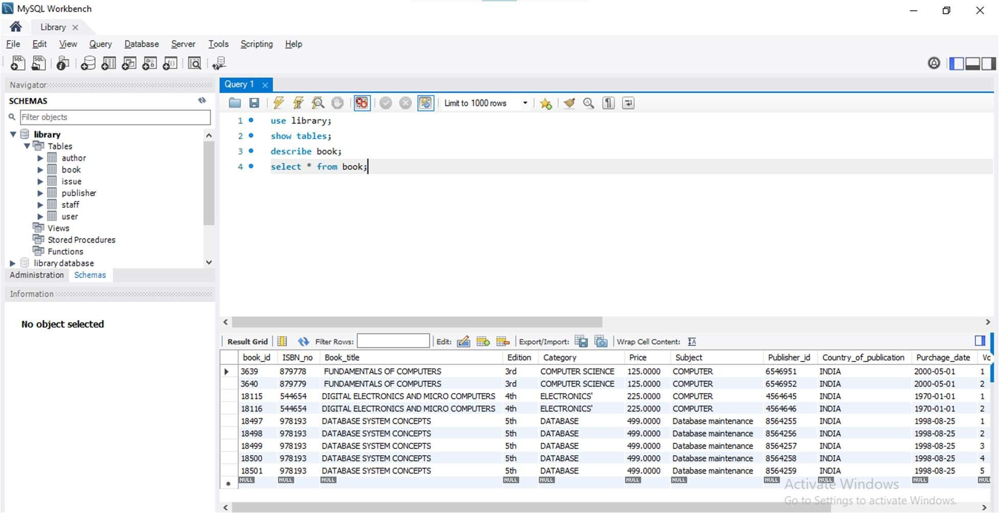 MySQL Workbench
Library
File Edit View Query Database Server Tools Scripting Help
Navigator
SCHEMAS
Filter objects
library
Tables
author
book
issue
publisher
staff
user
Views
Stored Procedures
Functions
library database
Administration Schemas
Information
No object selected
Query 1
Limit to 1000 rows
1 use library;
2 show tables;
3 describe book;
4 select * from book;
Result Grid Filter Rows: Edit: Export/Import: Wrap Cell Content:
book_id ISBN_no Book_title Edition Category Price Subject Publisher_id Country_of_publication Purchage_date
3639 879778 FUNDAMENTALS OF COMPUTERS 3rd COMPUTER SCIENCE 125.0000 COMPUTER 6546951 INDIA 2000-05-01 1
3640 879779 FUNDAMENTALS OF COMPUTERS 3rd COMPUTER SCIENCE 125.0000 COMPUTER 6546952 INDIA 2000-05-01 2
18115 544654 DIGITAL ELECTRONICS AND MICRO COMPUTERS 4th ELECTRONICS' 225.0000 COMPUTER 4564645 INDIA 1970-01-01 1
18116 544654 DIGITAL ELECTRONICS AND MICRO COMPUTERS 4th ELECTRONICS' 225.0000 COMPUTER 4564646 INDIA 1970-01-01 2
18497 978193 DATABASE SYSTEM CONCEPTS 5th DATABASE 499.0000 Database maintenance 8564255 INDIA 1998-08-25 1
18498 978193 DATABASE SYSTEM CONCEPTS 5th DATABASE 499.0000 Database maintenance 8564256 INDIA 1998-08-25 2
18499 978193 DATABASE SYSTEM CONCEPTS 5th DATABASE 499.0000 Database maintenance 8564257 INDIA 1998-08-25 3
18500 978193 DATABASE SYSTEM CONCEPTS 5th DATABASE 499.0000 Database maintenance 8564258 INDIA 1998-08-25 4
18501 978193 DATABASE SYSTEM CONCEPTS 5th DATABASE 499.0000 Database maintenance 8564259 INDIA 1998-08-25 5
NULL NULL NULL NULL NULL NULL NULL NULL NULL NULL
Activate Windows
Go to Settings to activate Windows.